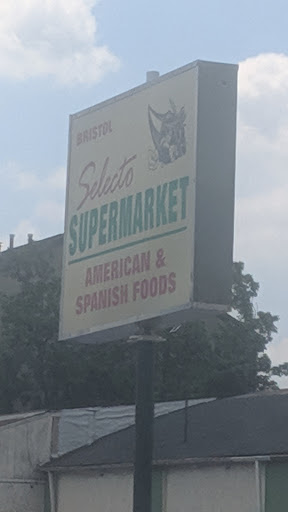 BRISTOL
Selecto
SUPERMARKET
AMERICAN &
SPANISH FOODS